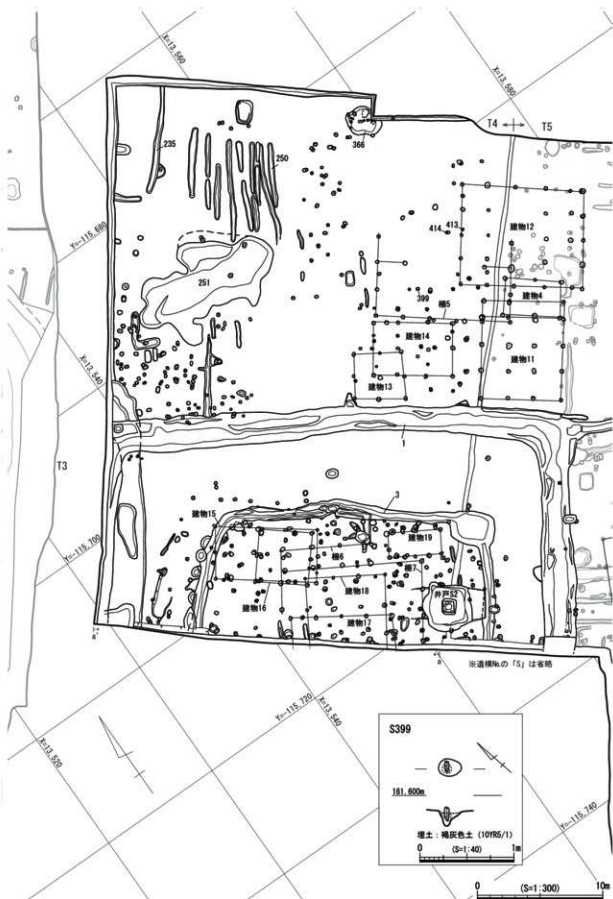 X=13,560
X=13,580
T4
T5
366
235
250
414
413
建物12
Y=-115,680
251
399
柵5
建物4
建物14
建物11
建物13
X=13,540
1
T3
3
建物15
建物19
柵6
柵7
Y=-115,700
建物18
井戸S2
建物16
建物17
a'
a
※遺構No.の「S」は省略
Y=-115,720
X=13,540
X=13,520
S399
161.600m
埋土：褐灰色土（10YR5/1）
0 (S=1:40) 1m
Y=-115,740
0 (S=1:300) 10m